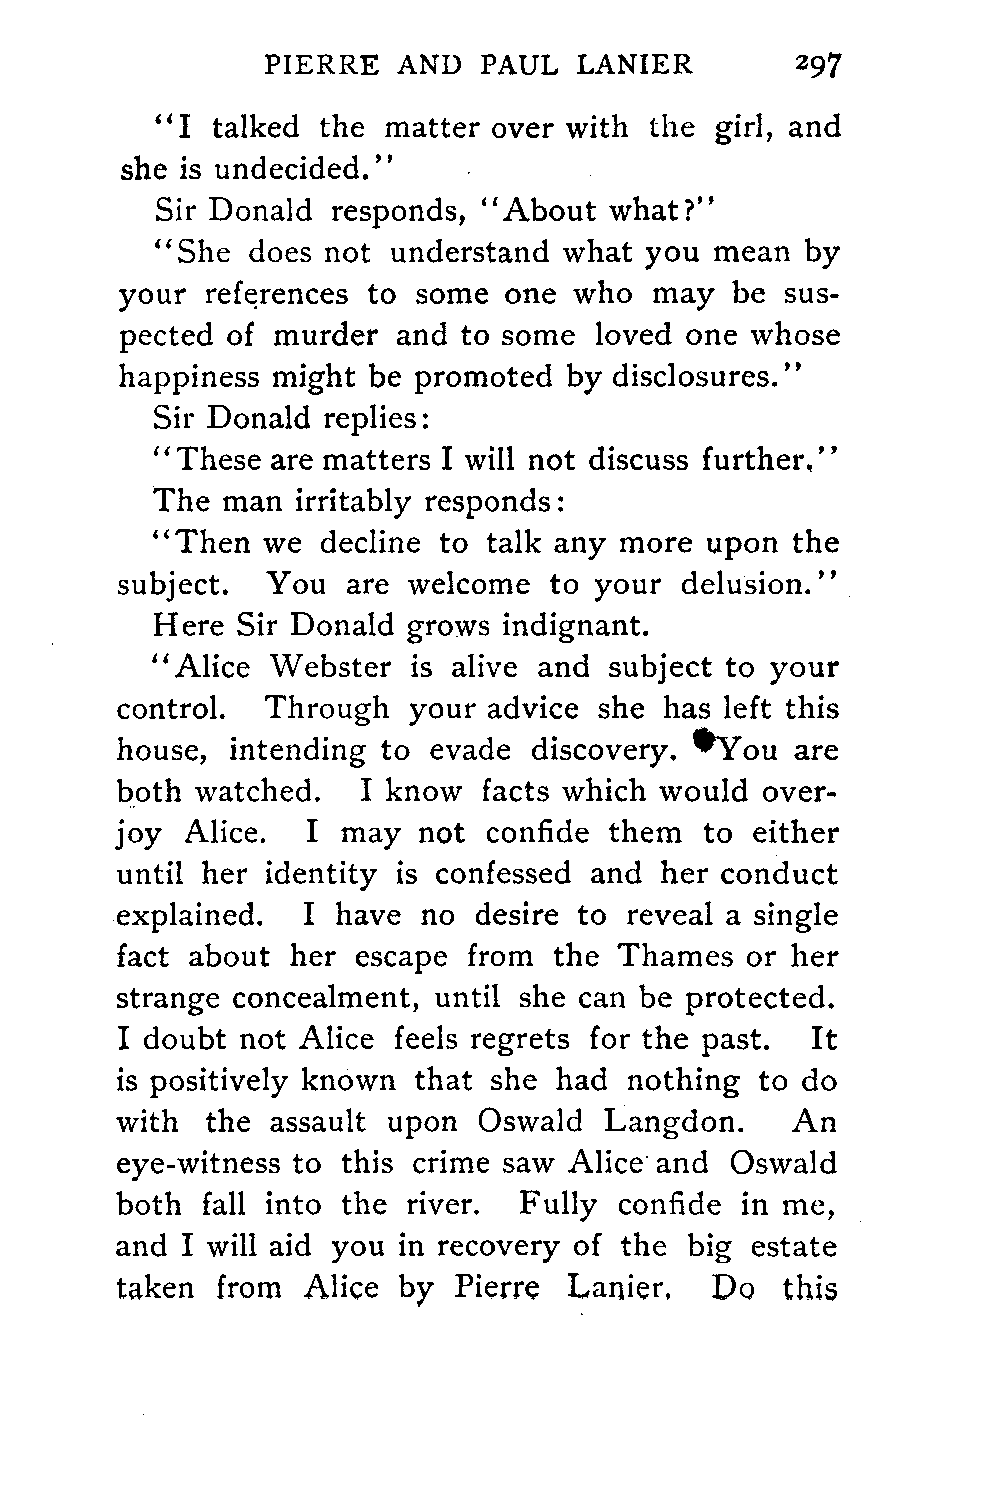 PIERRE AND PAUL LANIER 297
"I talked the matter over with the girl, and
she is undecided."
Sir Donald responds, "About what?"
"She does not understand what you mean by
your references to some one who may be sus-
pected of murder and to some loved one whose
happiness might be promoted by disclosures."
Sir Donald replies:
"These are matters I will not discuss further."
The man irritably responds:
"Then we decline to talk any more upon the
subject. You are welcome to your delusion."
Here Sir Donald grows indignant.
"Alice Webster is alive and subject to your
control. Through your advice she has left this
house, intending to evade discovery. You are
both watched. I know facts which would over-
joy Alice. I may not confide them to either
until her identity is confessed and her conduct
explained. I have no desire to reveal a single
fact about her escape from the Thames or her
strange concealment, until she can be protected.
I doubt not Alice feels regrets for the past. It
is positively known that she had nothing to do
with the assault upon Oswald Langdon. An
eye-witness to this crime saw Alice and Oswald
both fall into the river. Fully confide in me,
and I will aid you in recovery of the big estate
taken from Alice by Pierre Lanier. Do this